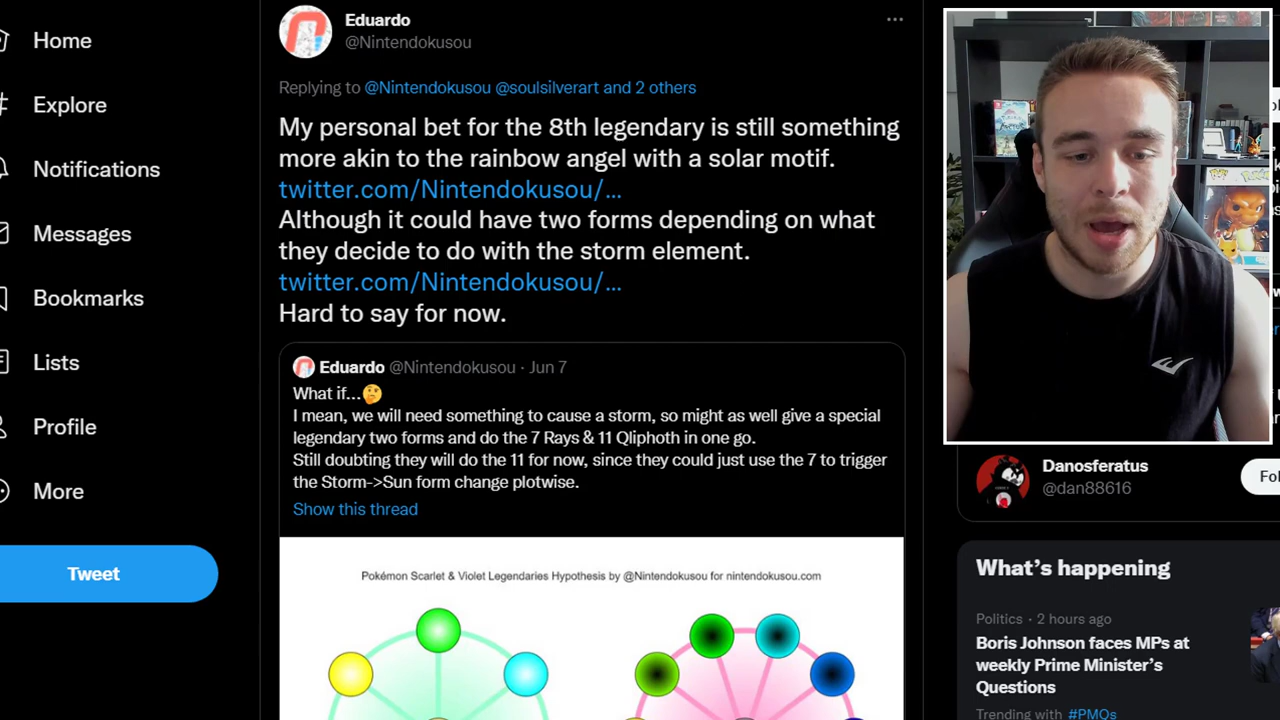 Home
Explore
Notifications
Messages
Bookmarks
Lists
Profile
More
Tweet
Eduardo
@Nintendokusou
Replying to @Nintendokusou @soulsilverart and 2 others
My personal bet for the 8th legendary is still something
more akin to the rainbow angel with a solar motif.
twitter.com/Nintendokusou/...
Although it could have two forms depending on what
they decide to do with the storm element.
twitter.com/Nintendokusou/...
Hard to say for now.
Eduardo @Nintendokusou · Jun 7
What if...🤔
I mean, we will need something to cause a storm, so might as well give a special
legendary two forms and do the 7 Rays & 11 Qliphoth in one go.
Still doubting they will do the 11 for now, since they could just use the 7 to trigger
the Storm->Sun form change plotwise.
Show this thread
Pokémon Scarlet & Violet Legendaries Hypothesis by @Nintendokusou for nintendokusou.com
Danosferatus
@dan88616
Fol
What's happening
Politics · 2 hours ago
Boris Johnson faces MPs at
weekly Prime Minister's
Questions
Trending with #PMQs